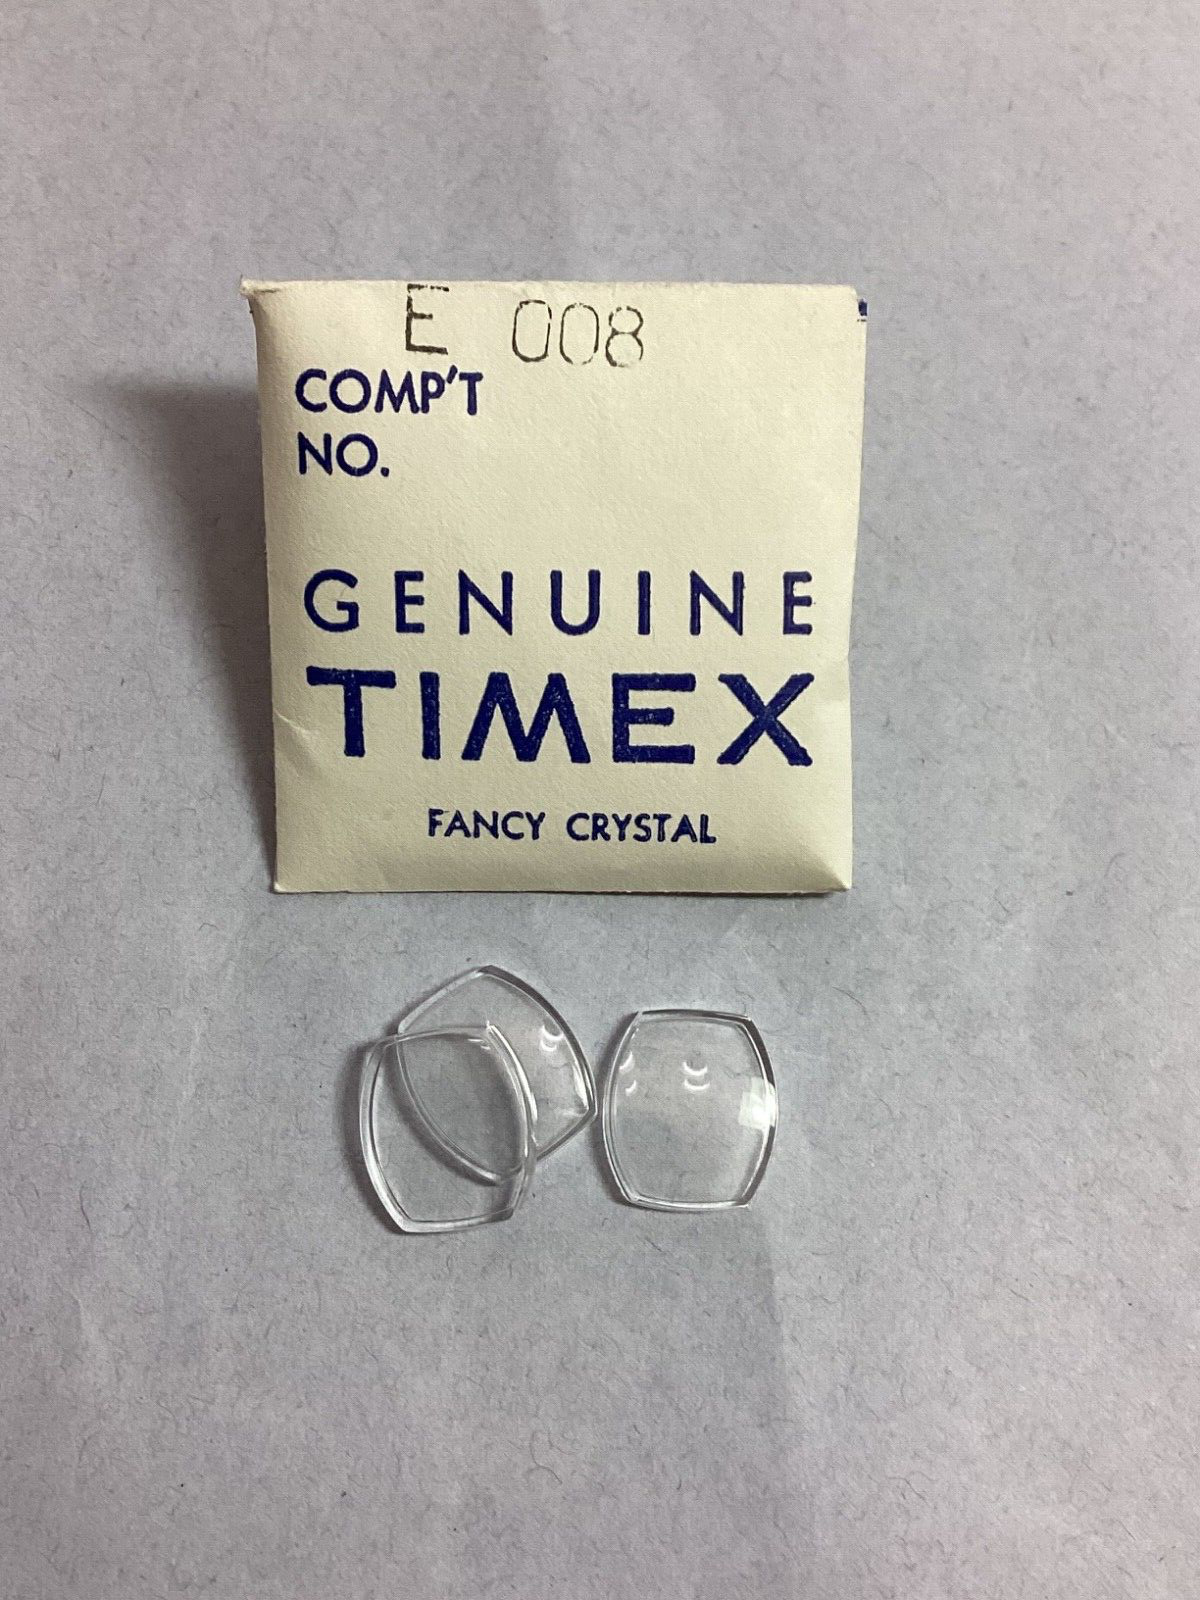 E 008
COMP'T
NO.
GENUINE
TIMEX
FANCY CRYSTAL